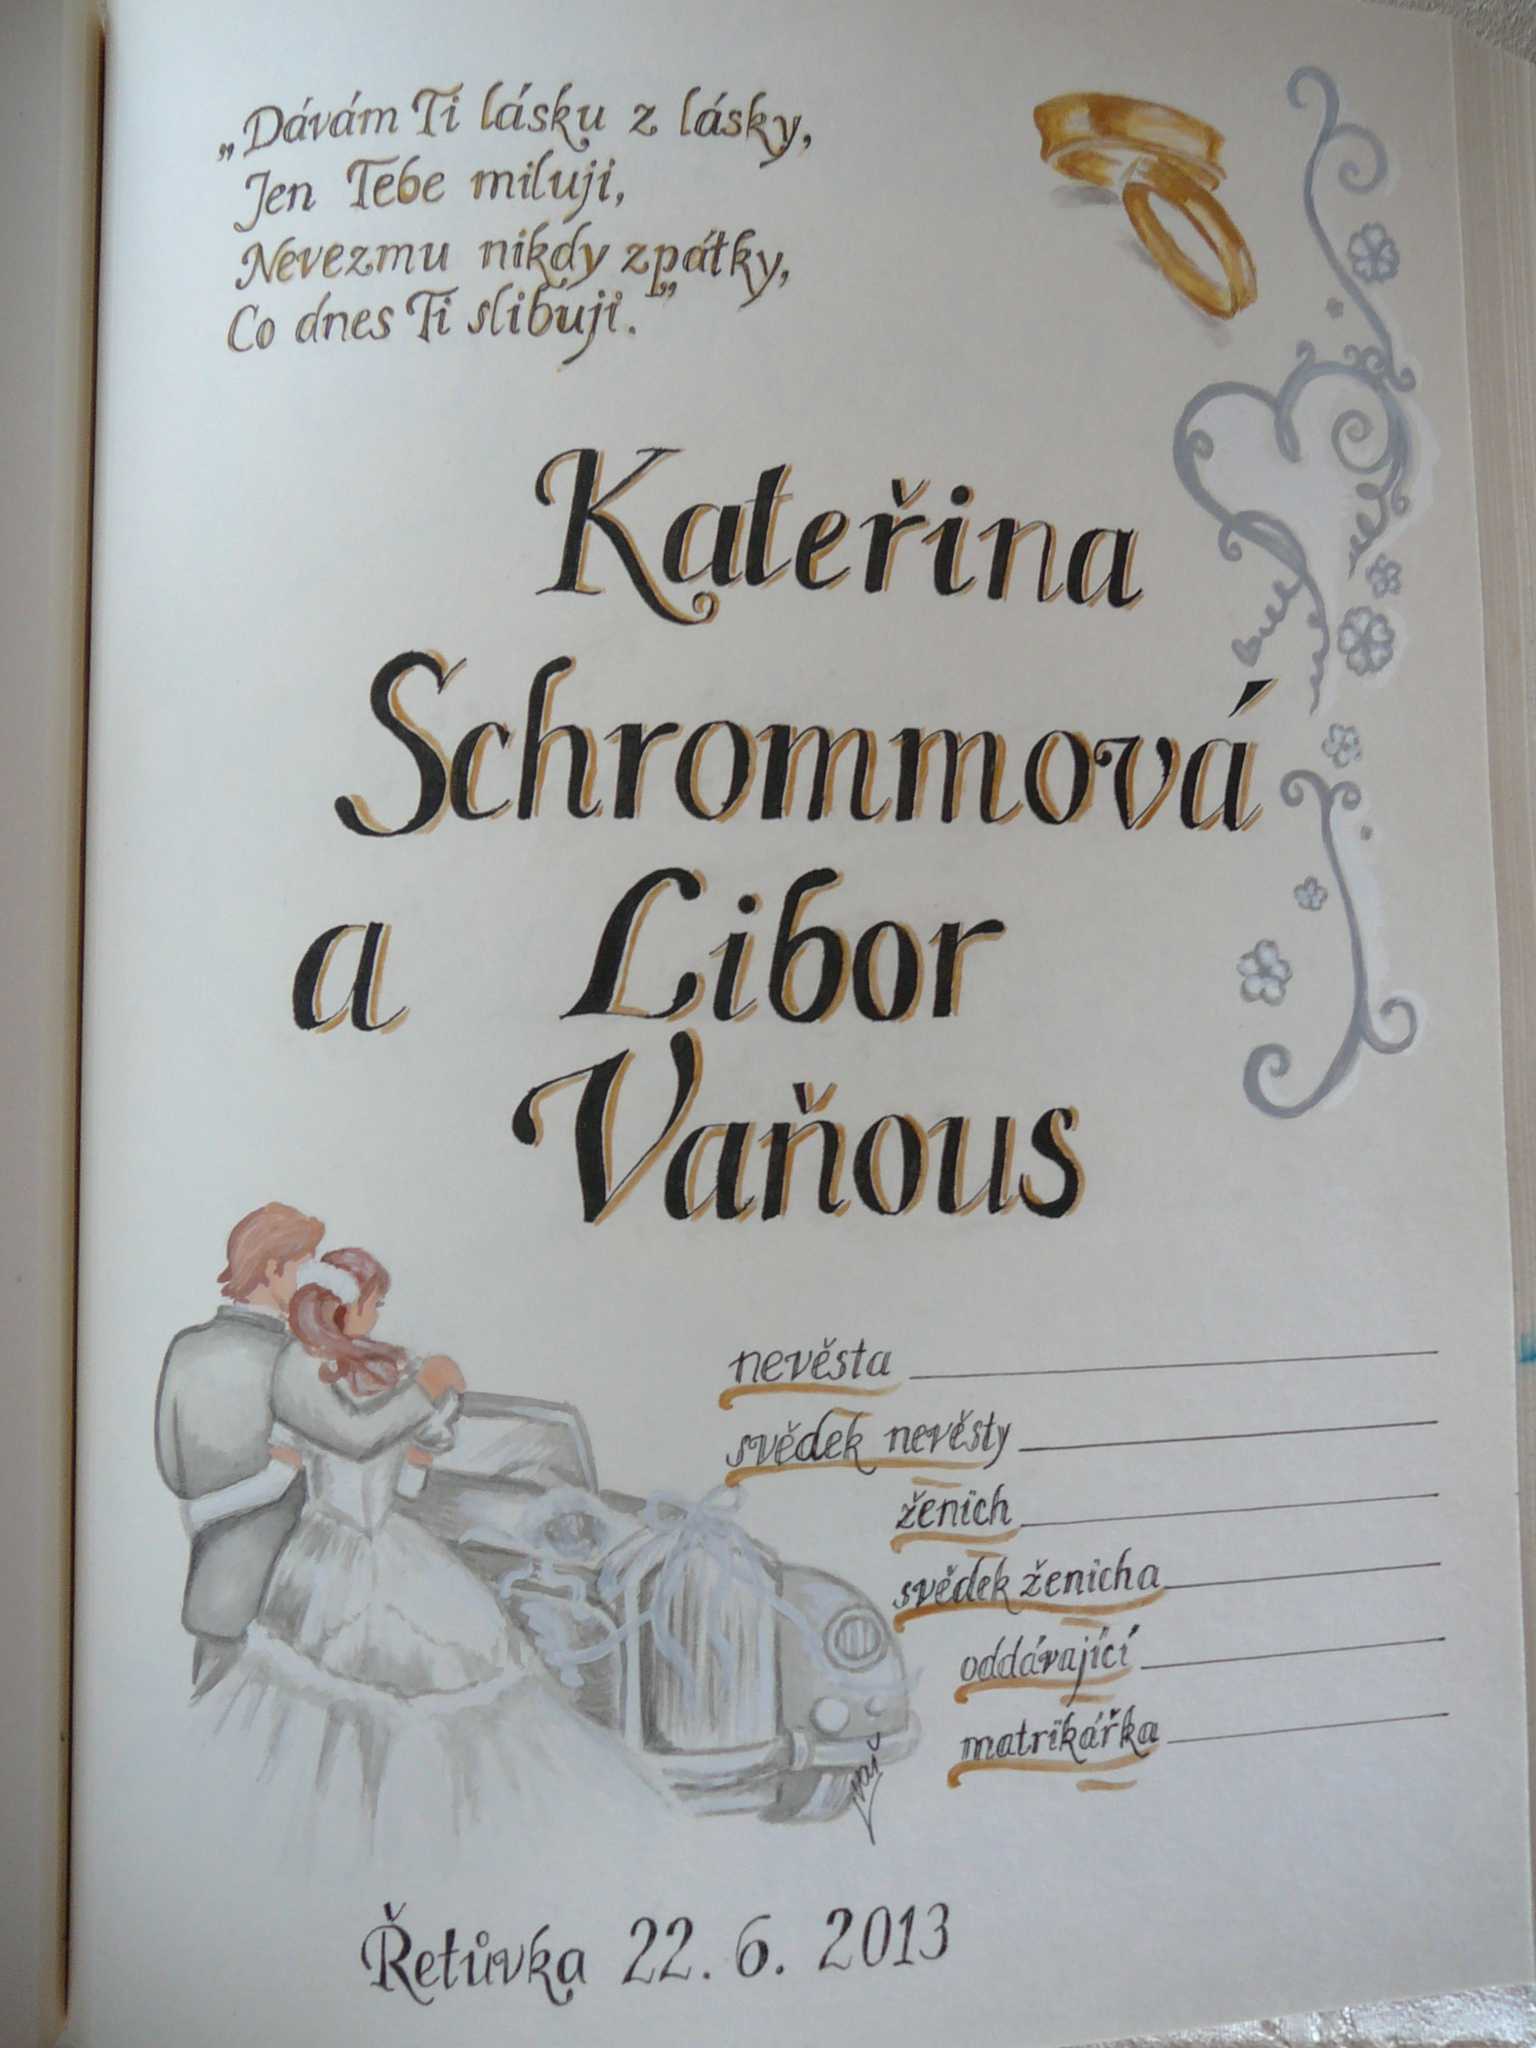 „Dávám Ti lásku z lásky,
Jen Tebe miluji,
Nevezmu nikdy zpátky,
Co dnes Ti slibuji.”
Kateřina
Schrommová
a Libor
Vaňous
nevěsta
svědek nevěsty
ženich
svědek ženicha
oddávající
matrikářka
Řetůvka 22. 6. 2013